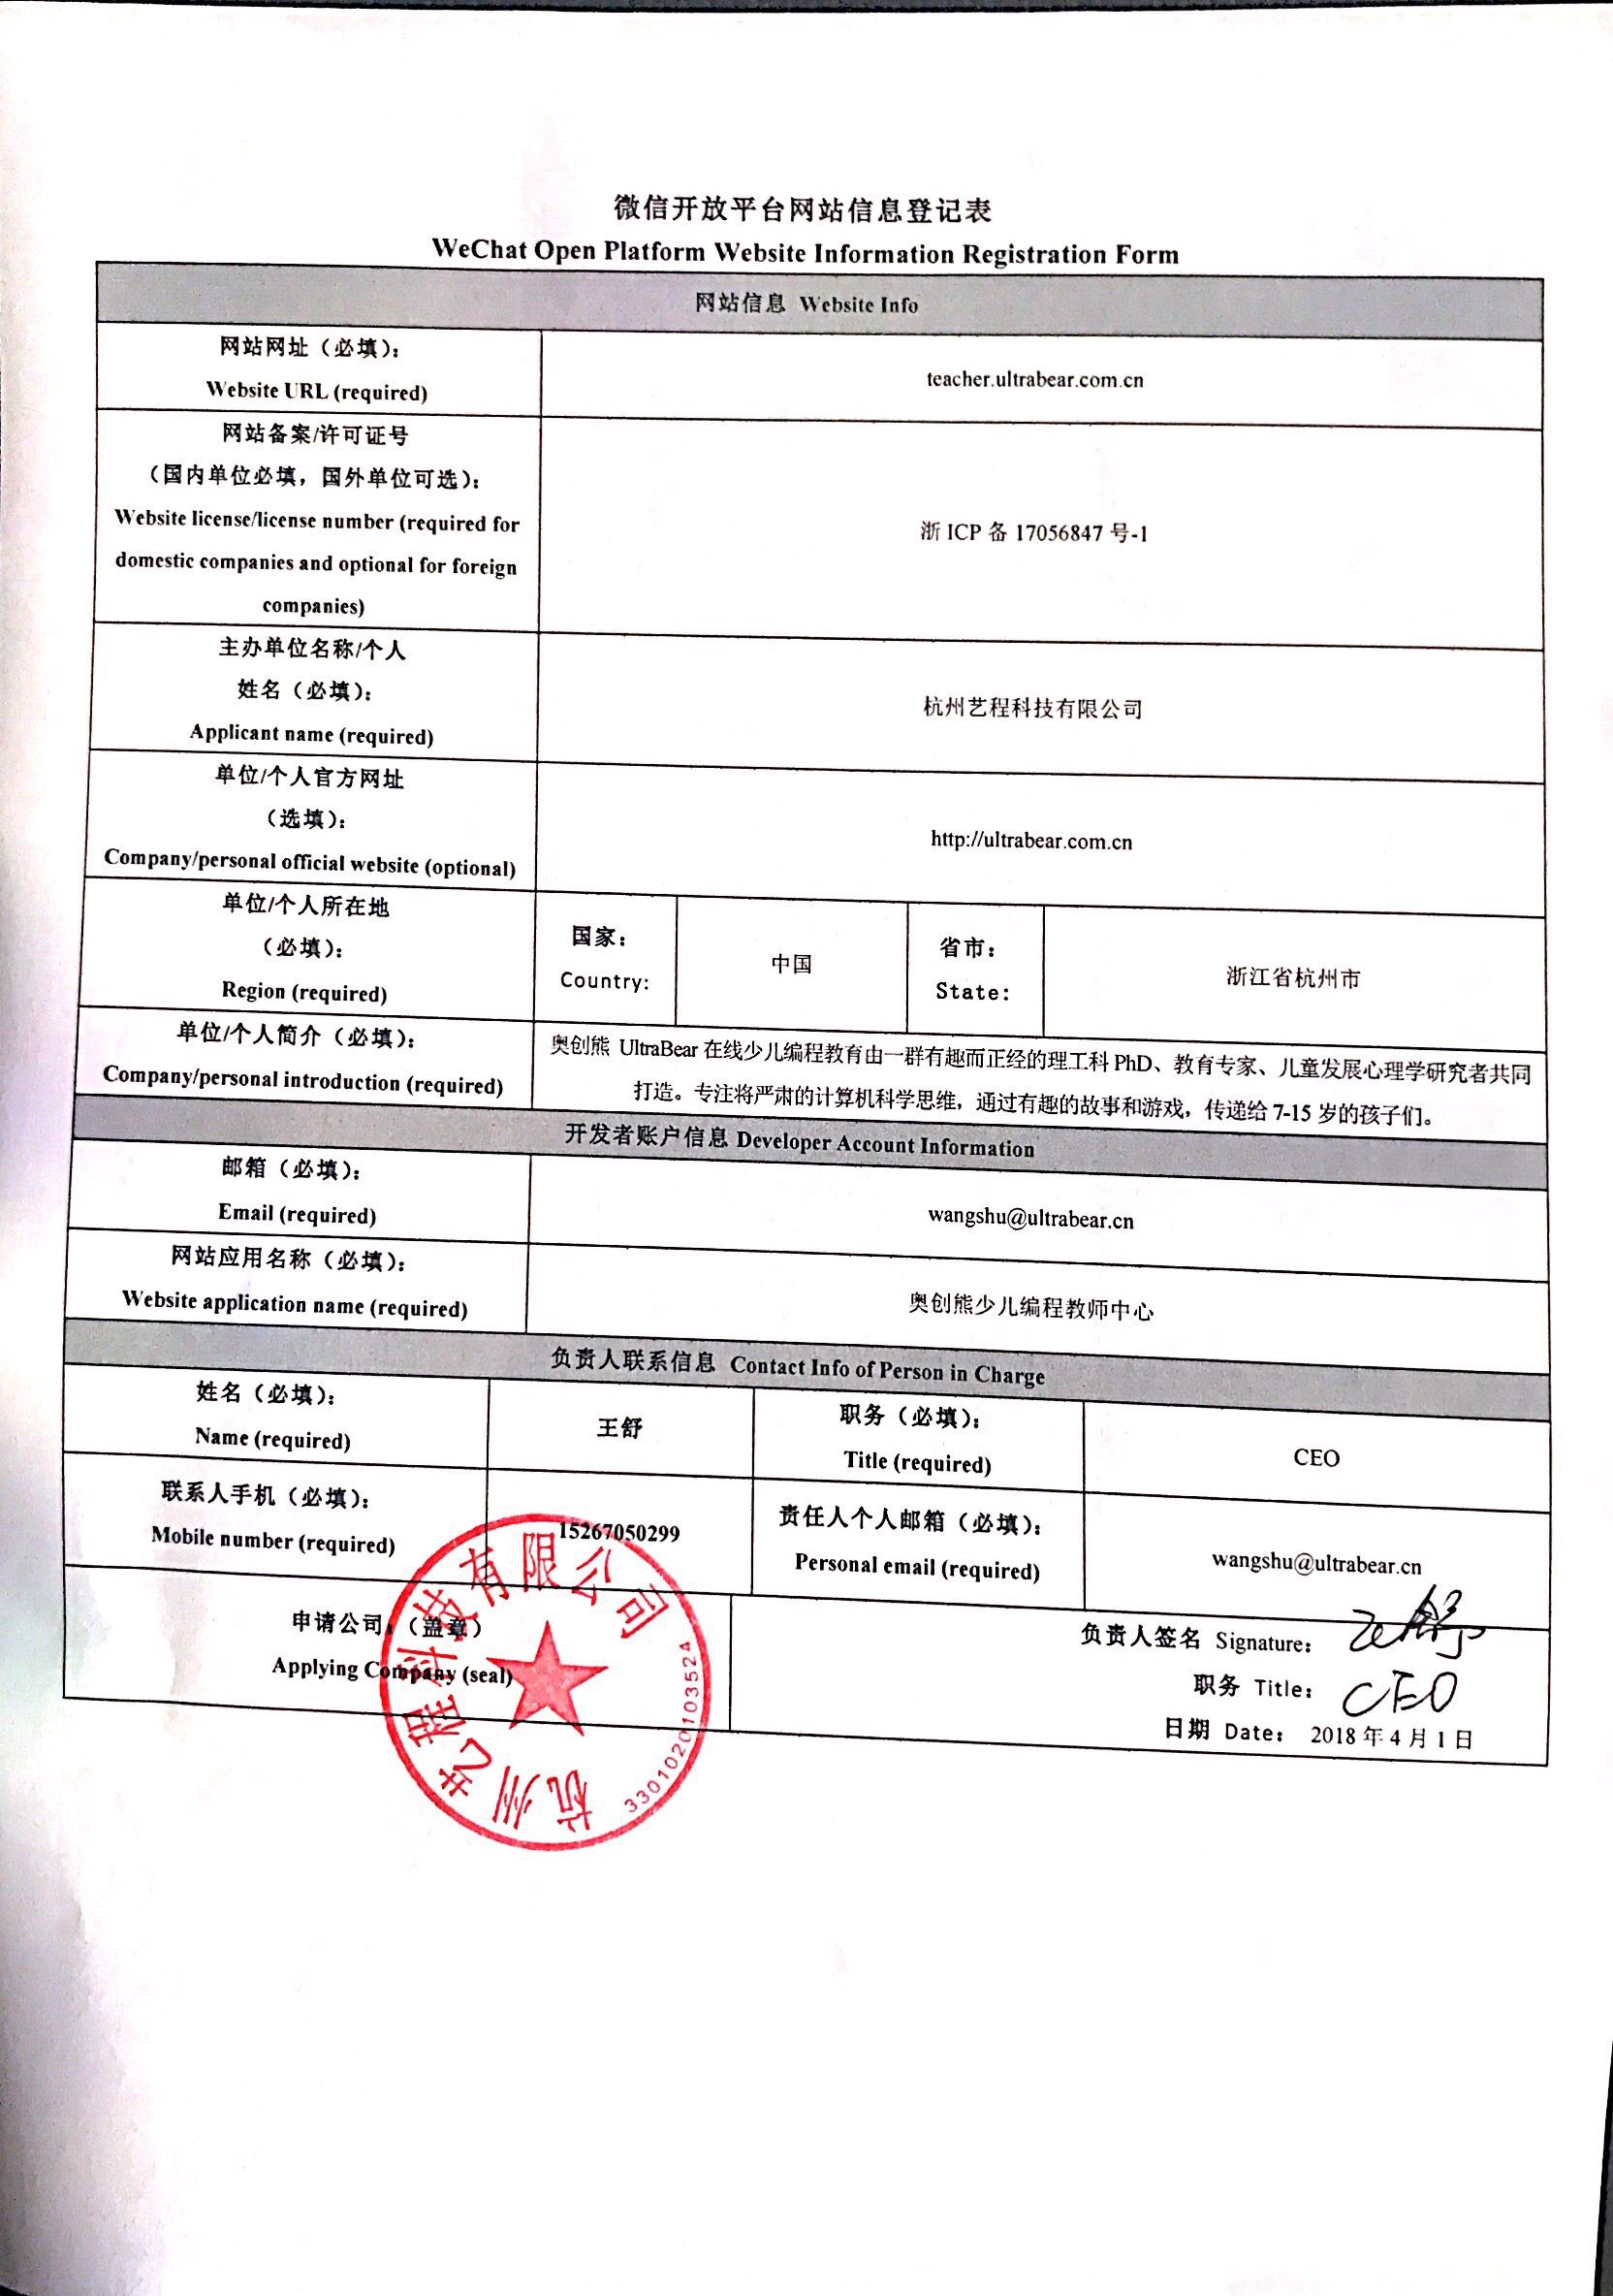 微信开放平台网站信息登记表
WeChat Open Platform Website Information Registration Form
网站信息 Website Info
网站网址（必填）：
Website URL (required)
teacher.ultrabear.com.cn
网站备案/许可证号
（国内单位必填，国外单位可选）：
Website license/license number (required for
domestic companies and optional for foreign
companies)
浙 ICP 备 17056847 号-1
主办单位名称/个人
姓名（必填）：
Applicant name (required)
杭州艺程科技有限公司
单位/个人官方网址
（选填）：
Company/personal official website (optional)
http://ultrabear.com.cn
单位/个人所在地
（必填）：
Region (required)
国家：
Country:
中国
省市：
State:
浙江省杭州市
单位/个人简介（必填）：
Company/personal introduction (required)
奥创熊 UltraBear 在线少儿编程教育由一群有趣而正经的理工科 PhD、教育专家、儿童发展心理学研究者共同
打造。专注将严肃的计算机科学思维，通过有趣的故事和游戏，传递给 7-15 岁的孩子们。
开发者账户信息 Developer Account Information
邮箱（必填）：
Email (required)
wangshu@ultrabear.cn
网站应用名称（必填）：
Website application name (required)
奥创熊少儿编程教师中心
负责人联系信息 Contact Info of Person in Charge
姓名（必填）：
Name (required)
王舒
职务（必填）：
Title (required)
CEO
联系人手机（必填）：
Mobile number (required)
15267050299
责任人个人邮箱（必填）：
Personal email (required)
wangshu@ultrabear.cn
申请公司：（盖章）
Applying Company (seal)
杭州艺程科技有限公司
3301020103524
负责人签名 Signature: 王舒
职务 Title: CEO
日期 Date: 2018 年 4 月 1 日